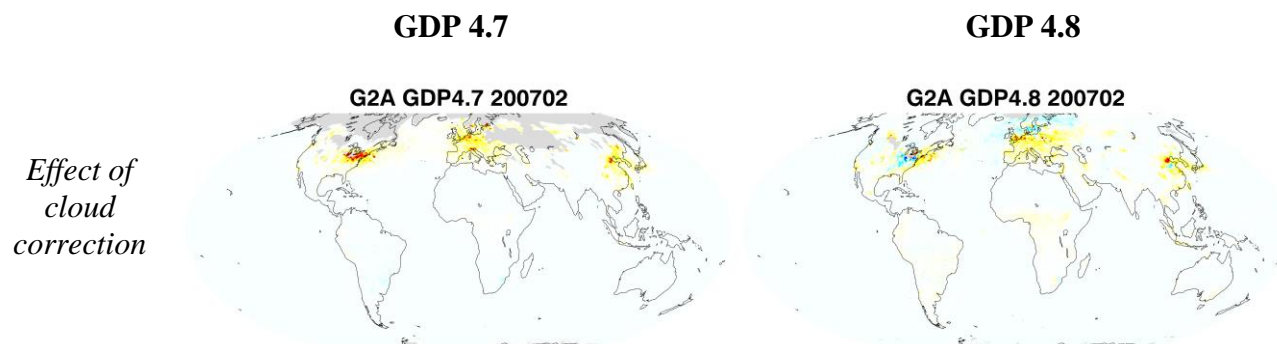 GDP 4.7
GDP 4.8
G2A GDP4.7 200702
G2A GDP4.8 200702
Effect of
cloud
correction